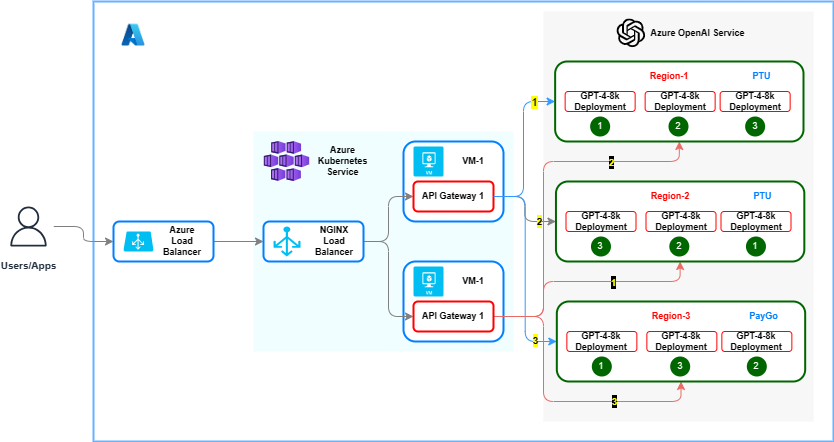 Azure OpenAI Service
Region-1
PTU
GPT-4-8k
Deployment
GPT-4-8k
Deployment
GPT-4-8k
Deployment
1
2
3
1
2
Azure
Kubernetes
Service
VM
VM-1
API Gateway 1
Region-2
PTU
GPT-4-8k
Deployment
GPT-4-8k
Deployment
GPT-4-8k
Deployment
3
2
1
2
1
Users/Apps
Azure
Load
Balancer
NGINX
Load
Balancer
VM
VM-1
API Gateway 1
Region-3
PayGo
GPT-4-8k
Deployment
GPT-4-8k
Deployment
GPT-4-8k
Deployment
1
3
2
3
3